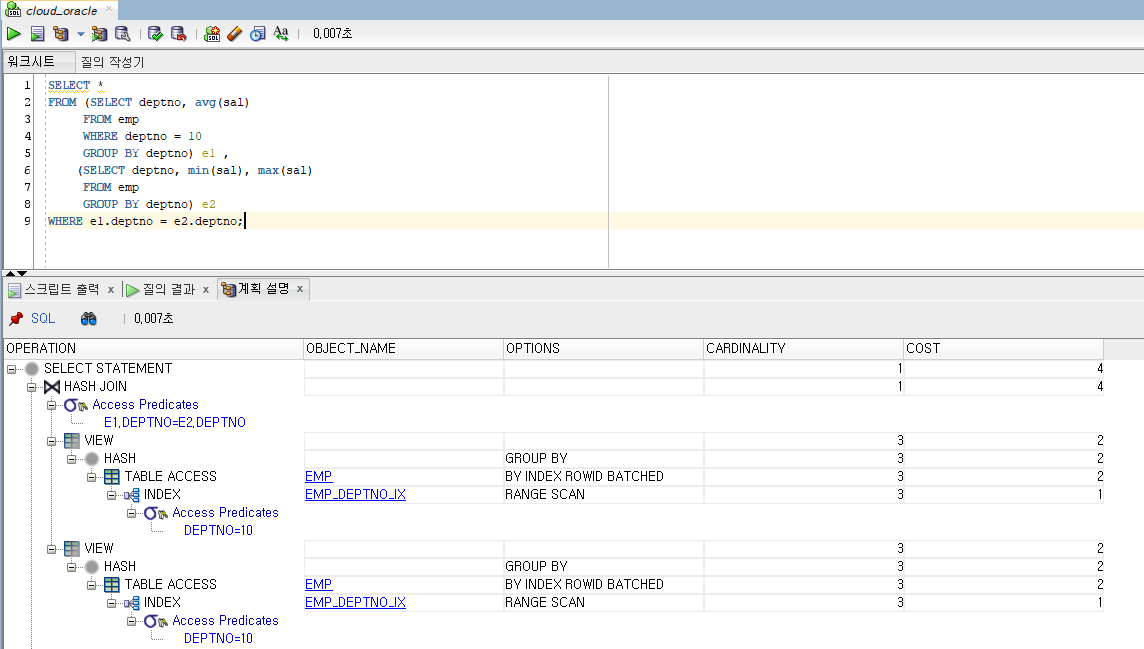 cloud_oracle
0,007초
워크시트 질의 작성기
1 SELECT *
2 FROM (SELECT deptno, avg(sal)
3 FROM emp
4 WHERE deptno = 10
5 GROUP BY deptno) e1 ,
6 (SELECT deptno, min(sal), max(sal)
7 FROM emp
8 GROUP BY deptno) e2
9 WHERE e1.deptno = e2.deptno;
스크립트 출력 x 질의 결과 x 계획 설명 x
SQL 0,007초
OPERATION OBJECT_NAME OPTIONS CARDINALITY COST
SELECT STATEMENT 1 4
HASH JOIN 1 4
Access Predicates
E1,DEPTNO=E2,DEPTNO
VIEW 3 2
HASH GROUP BY 3 2
TABLE ACCESS EMP BY INDEX ROWID BATCHED 3 2
INDEX EMP_DEPTNO_IX RANGE SCAN 3 1
Access Predicates
DEPTNO=10
VIEW 3 2
HASH GROUP BY 3 2
TABLE ACCESS EMP BY INDEX ROWID BATCHED 3 2
INDEX EMP_DEPTNO_IX RANGE SCAN 3 1
Access Predicates
DEPTNO=10